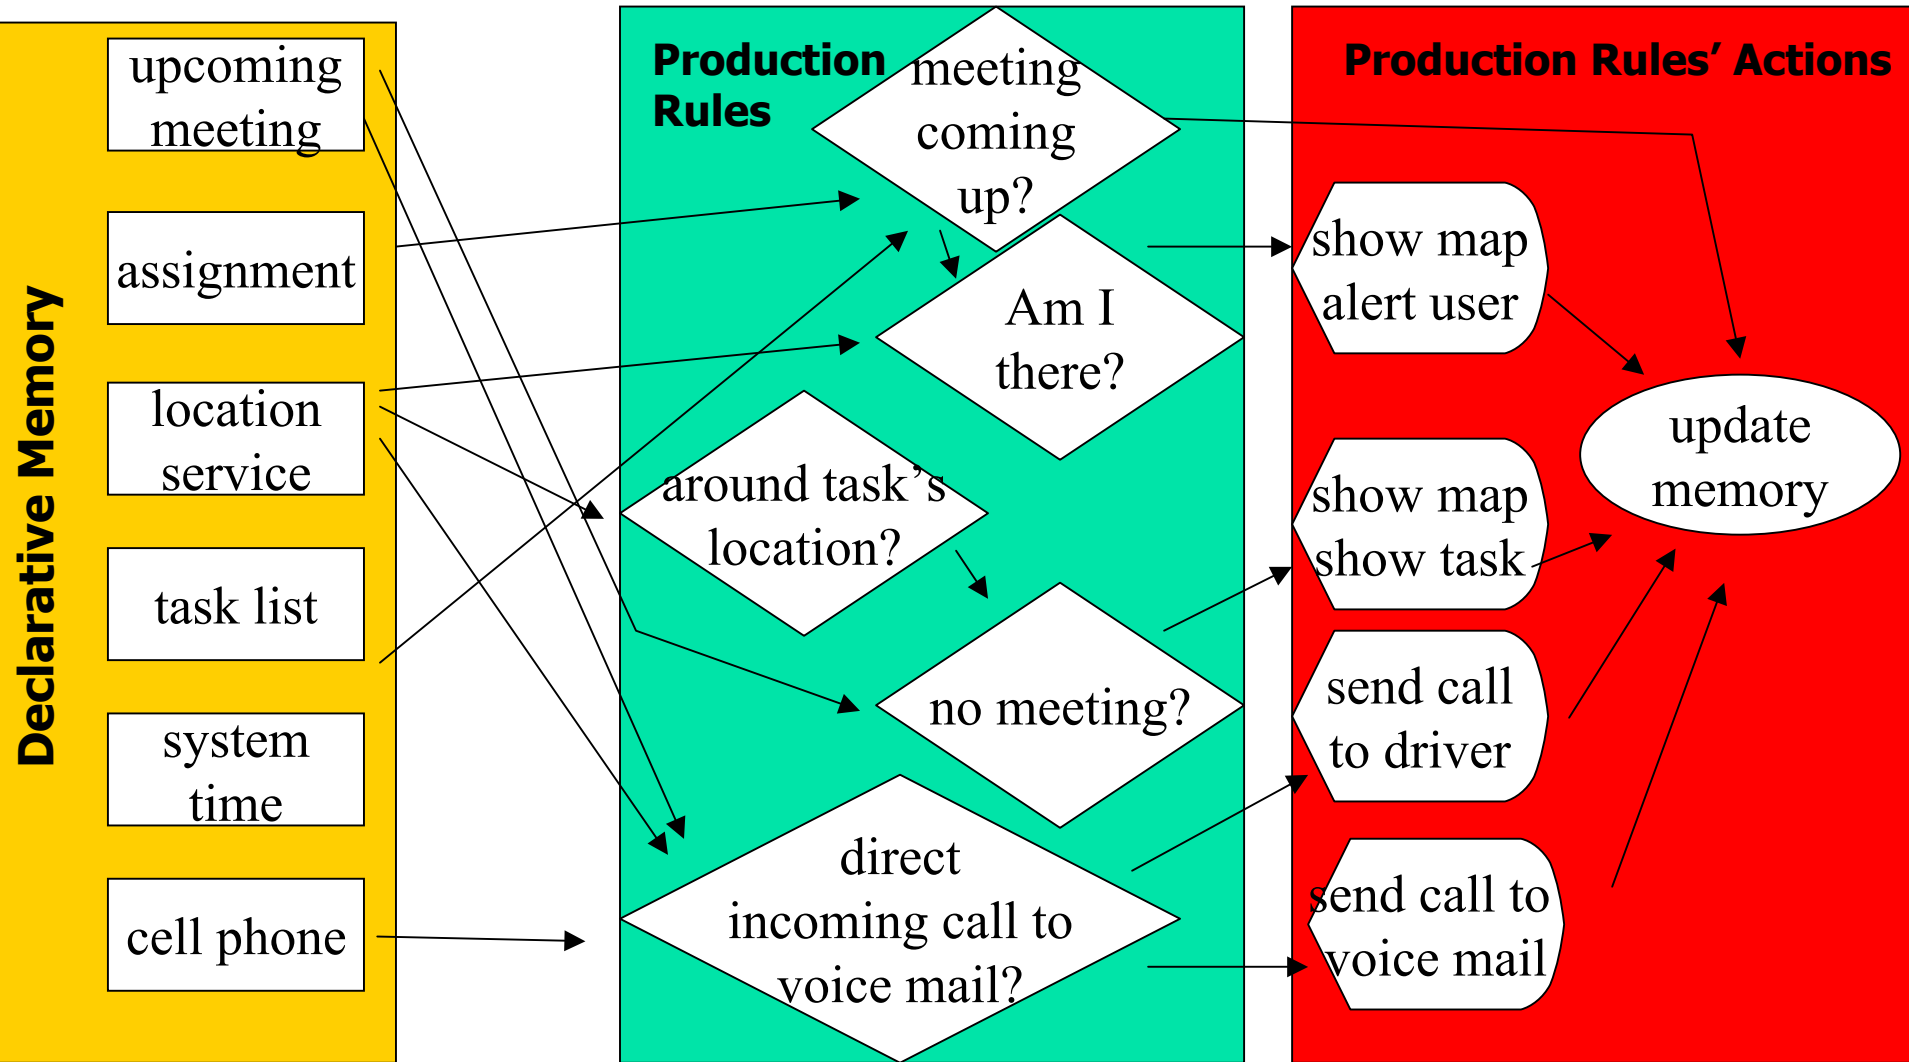 Declarative Memory
upcoming
meeting
assignment
location
service
task list
system
time
cell phone
Production
Rules
meeting
coming
up?
Am I
there?
around task’s
location?
no meeting?
direct
incoming call to
voice mail?
Production Rules’ Actions
show map
alert user
show map
show task
send call
to driver
send call to
voice mail
update
memory